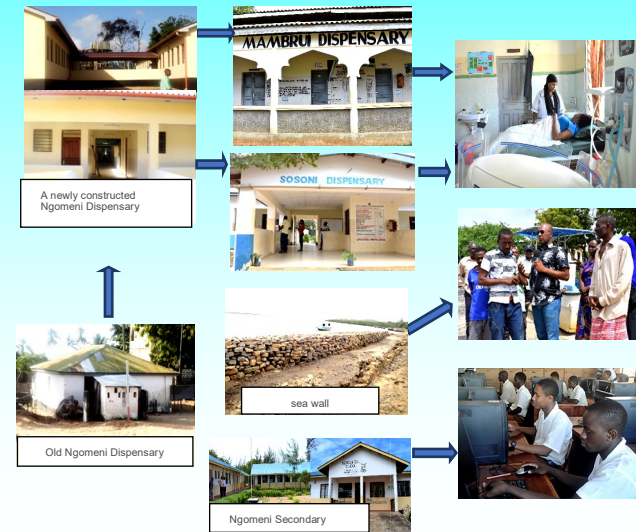 MAMBRUI DISPENSARY
SOSONI DISPENSARY
A newly constructed
Ngomeni Dispensary
sea wall
Old Ngomeni Dispensary
Ngomeni Secondary